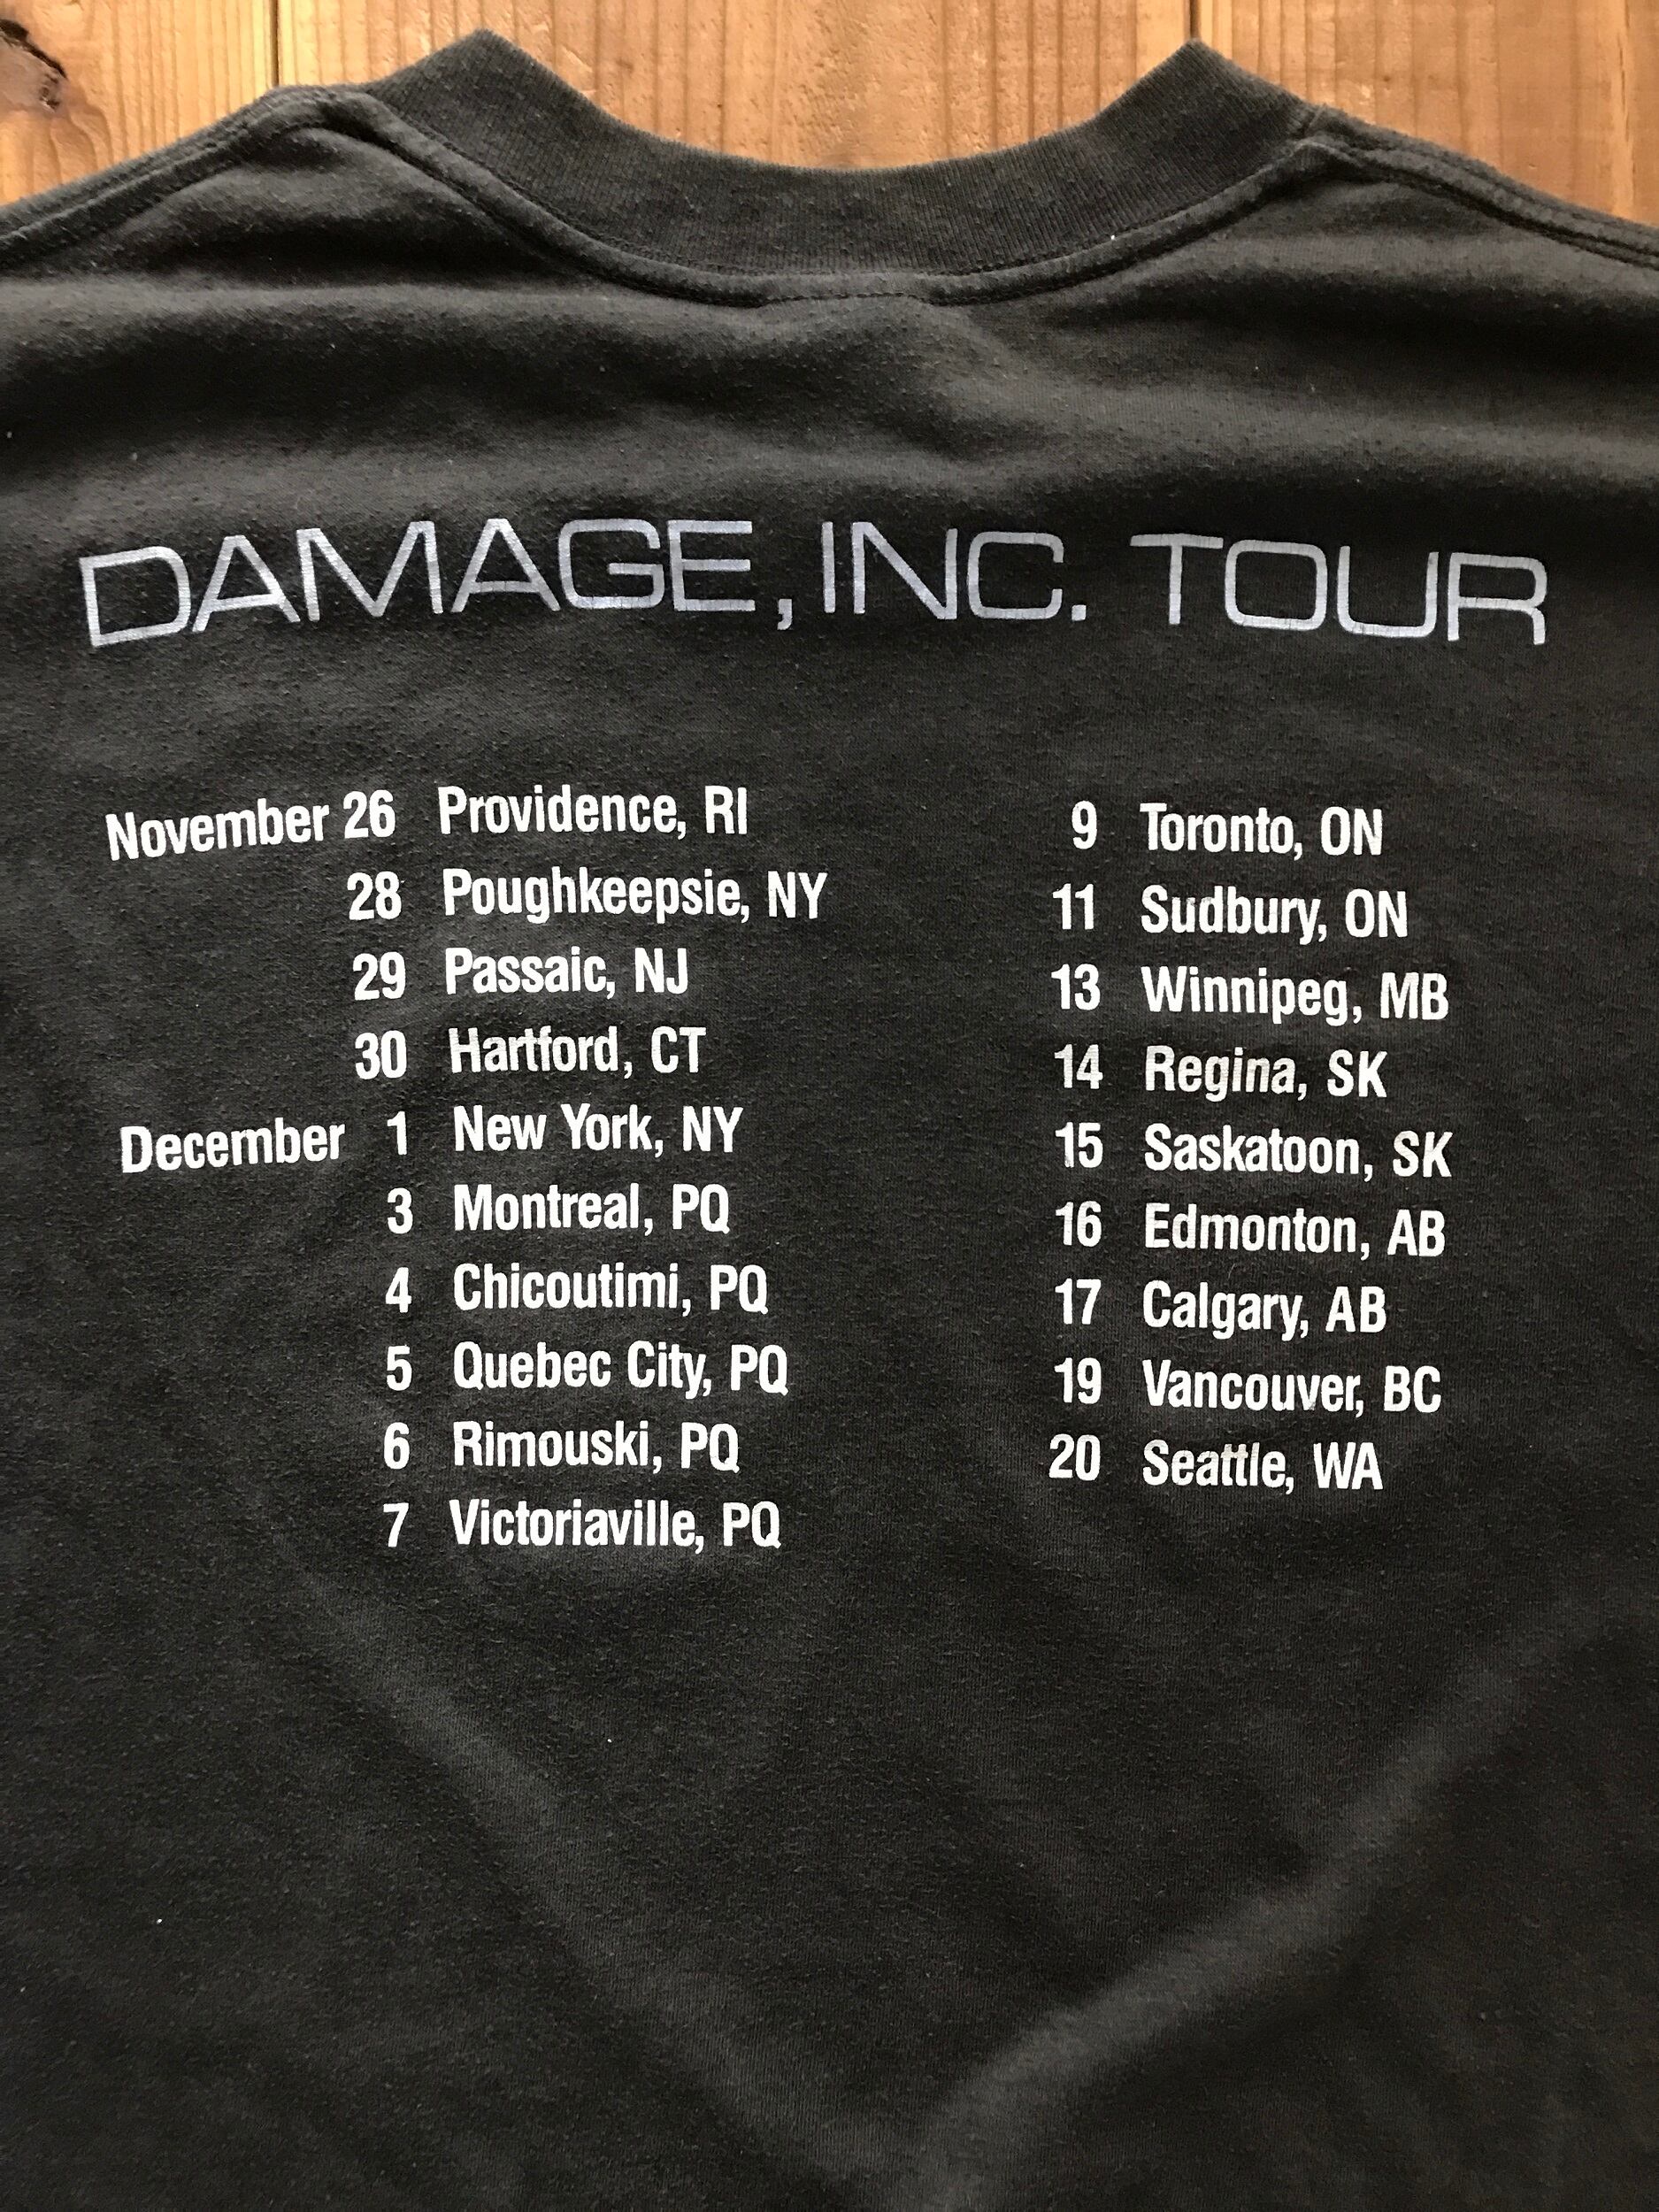 DAMAGE, INC. TOUR
November 26 Providence, RI
28 Poughkeepsie, NY
29 Passaic, NJ
30 Hartford, CT
December 1 New York, NY
3 Montreal, PQ
4 Chicoutimi, PQ
5 Quebec City, PQ
6 Rimouski, PQ
7 Victoriaville, PQ
9 Toronto, ON
11 Sudbury, ON
13 Winnipeg, MB
14 Regina, SK
15 Saskatoon, SK
16 Edmonton, AB
17 Calgary, AB
19 Vancouver, BC
20 Seattle, WA